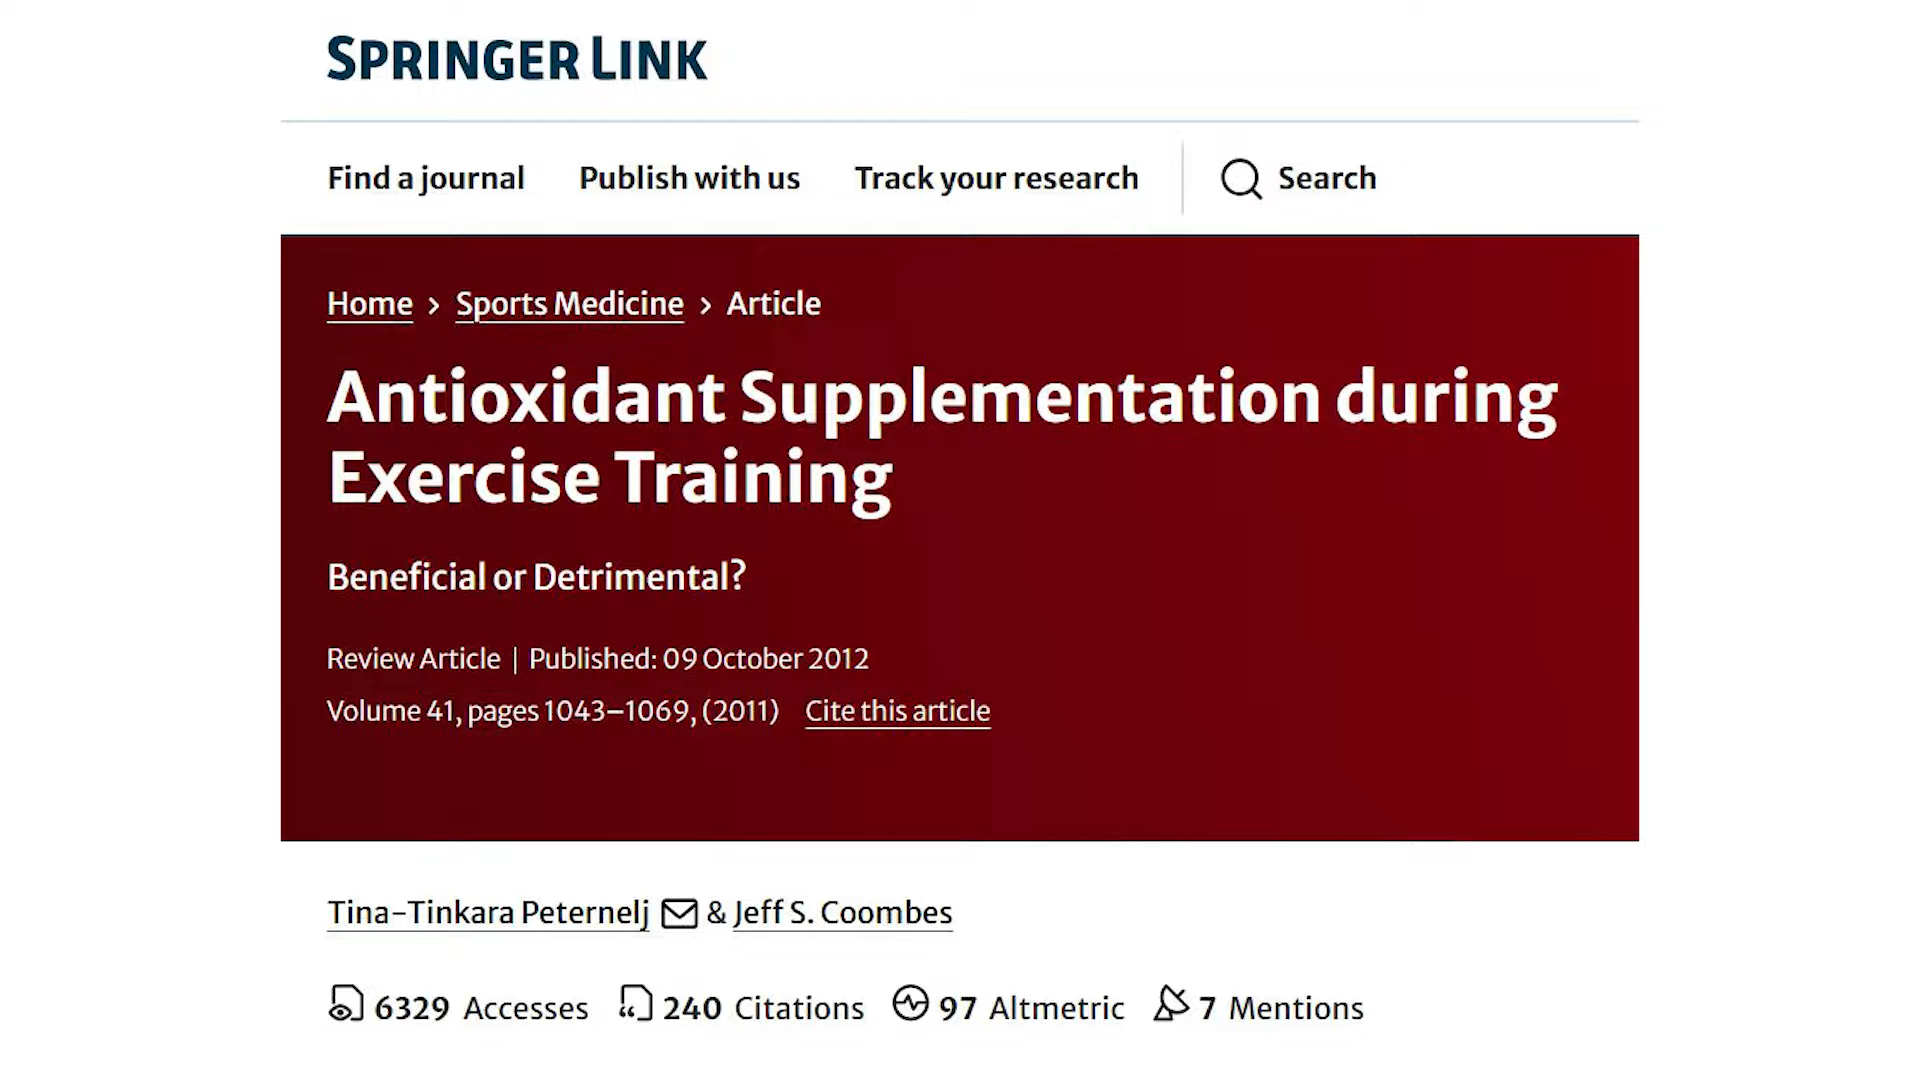 SPRINGER LINK
Find a journal Publish with us Track your research Search
Home › Sports Medicine › Article
Antioxidant Supplementation during
Exercise Training
Beneficial or Detrimental?
Review Article | Published: 09 October 2012
Volume 41, pages 1043–1069, (2011) Cite this article
Tina-Tinkara Peternelj & Jeff S. Coombes
6329 Accesses 240 Citations 97 Altmetric 7 Mentions